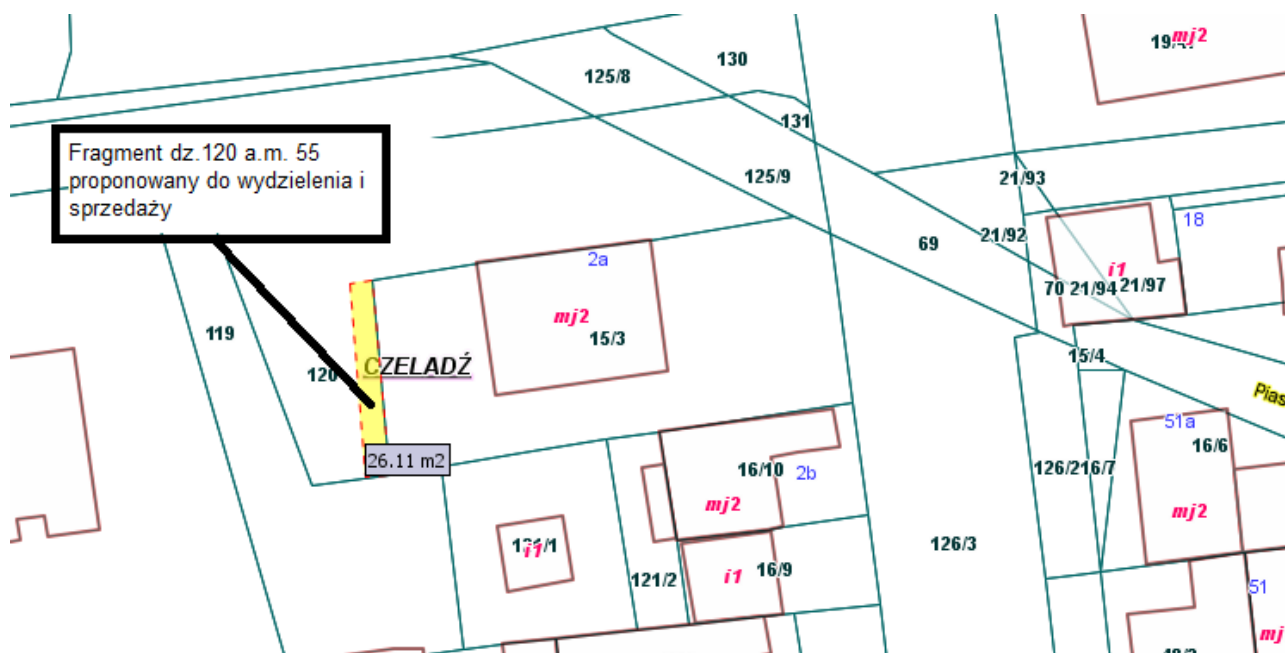 130
19/4
mj2
125/8
131
Fragment dz.120 a.m. 55
proponowany do wydzielenia i
sprzedaży
125/9
21/93
18
2a
69
21/92
i1
70
21/94
21/97
mj2
119
15/3
120
CZELADŹ
15/4
Pias
51a
16/6
26.11 m2
16/10
2b
126/2
16/7
mj2
mj2
i1
126/3
121/2
i1
16/9
51
mj